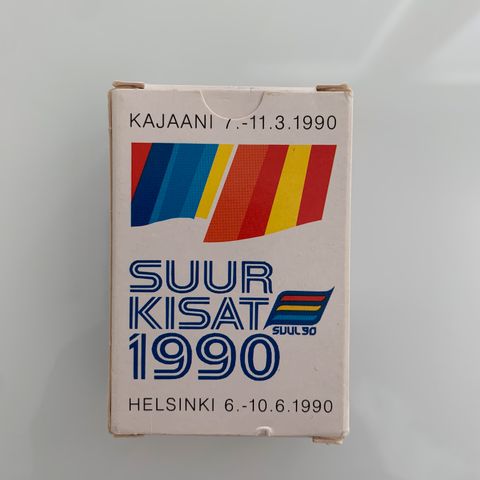 KAJAANI 7.-11.3.1990
SUUR
KISAT
SUUL 90
1990
HELSINKI 6.-10.6.1990